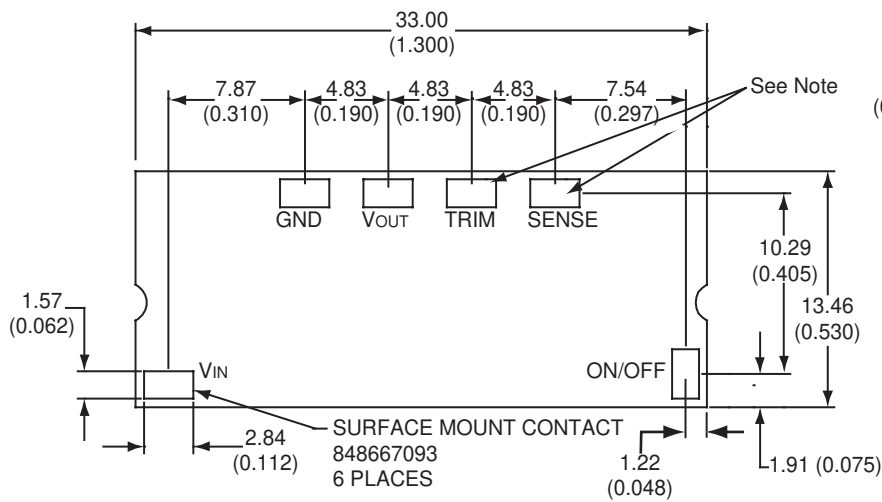 33.00
(1.300)
7.87
(0.310)
4.83
(0.190)
4.83
(0.190)
4.83
(0.190)
7.54
(0.297)
See Note
(
GND
VOUT
TRIM
SENSE
10.29
(0.405)
13.46
(0.530)
1.57
(0.062)
VIN
ON/OFF
SURFACE MOUNT CONTACT
848667093
6 PLACES
2.84
(0.112)
1.22
(0.048)
1.91 (0.075)